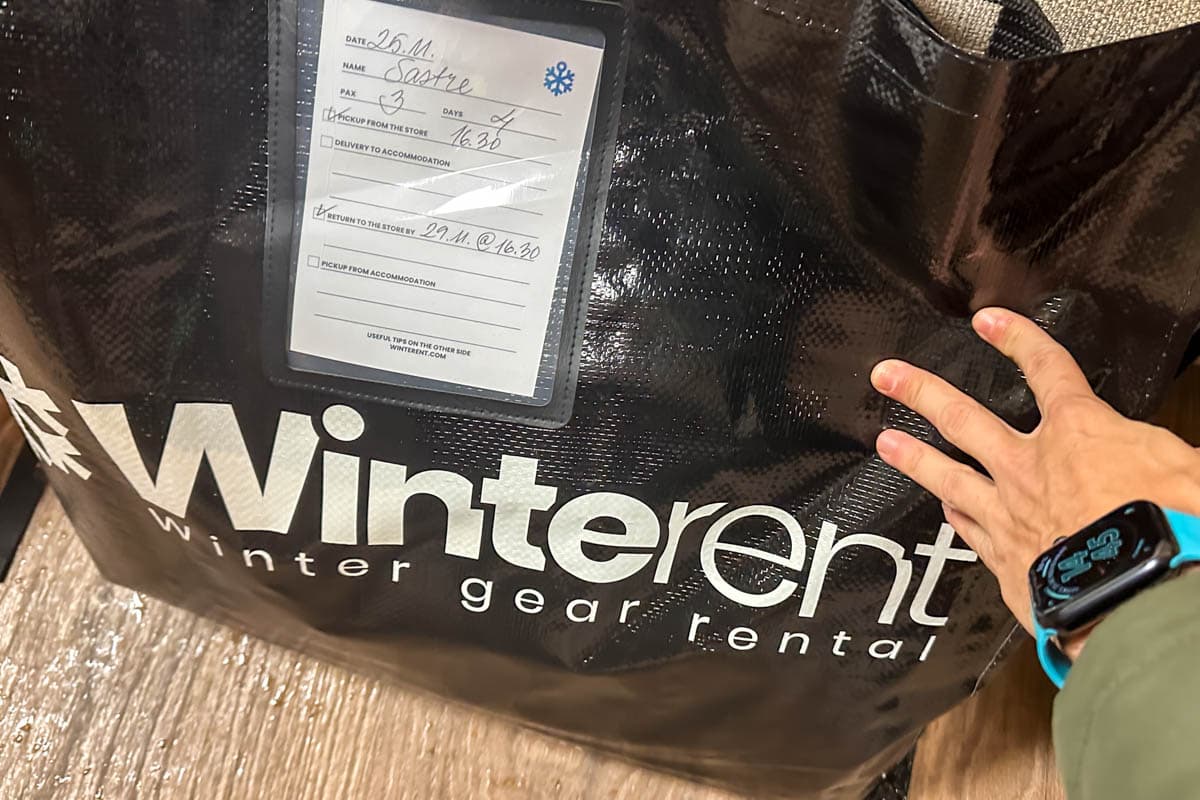 DATE 25.11.
NAME Sastre
PAX 3 DAYS 4
PICKUP FROM THE STORE 16.30
DELIVERY TO ACCOMMODATION
RETURN TO THE STORE BY 29.11. @ 16.30
PICKUP FROM ACCOMMODATION
USEFUL TIPS ON THE OTHER SIDE
WINTERENT.COM
Winterent
winter gear rental